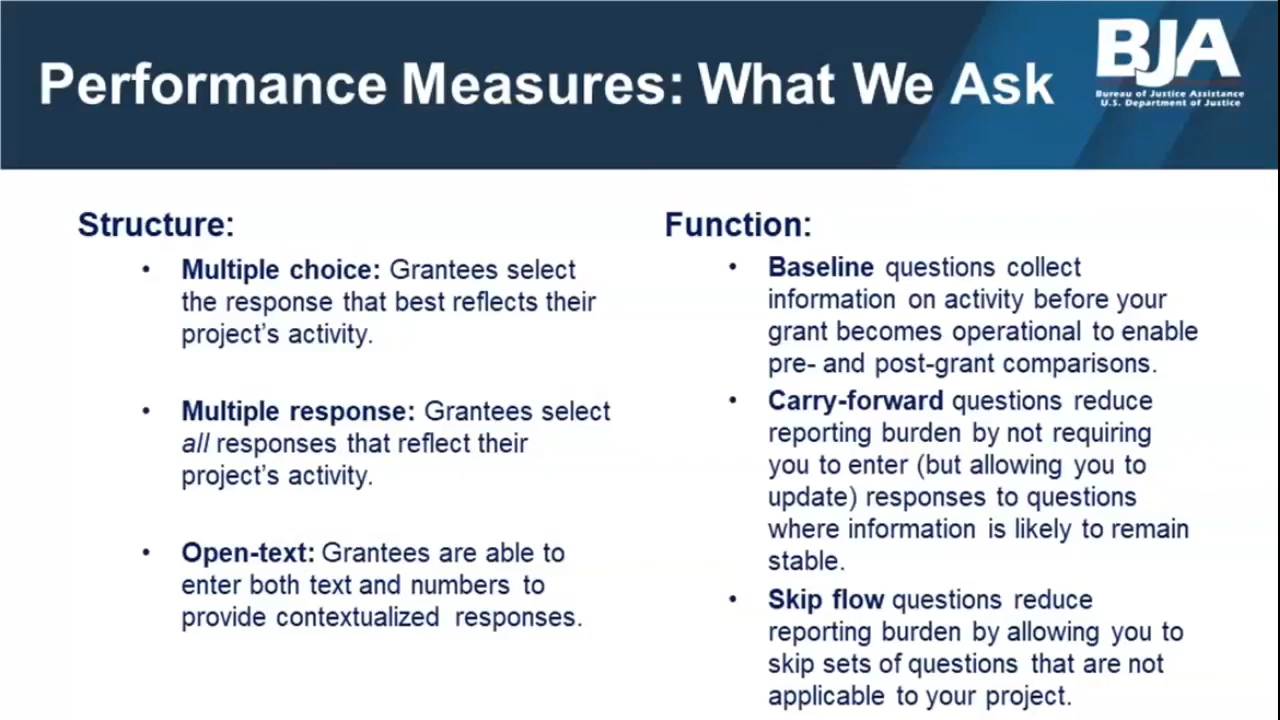 Performance Measures: What We Ask
BJA
Bureau of Justice Assistance
U.S. Department of Justice
Structure:
• Multiple choice: Grantees select
the response that best reflects their
project's activity.
• Multiple response: Grantees select
all responses that reflect their
project's activity.
• Open-text: Grantees are able to
enter both text and numbers to
provide contextualized responses.
Function:
• Baseline questions collect
information on activity before your
grant becomes operational to enable
pre- and post-grant comparisons.
• Carry-forward questions reduce
reporting burden by not requiring
you to enter (but allowing you to
update) responses to questions
where information is likely to remain
stable.
• Skip flow questions reduce
reporting burden by allowing you to
skip sets of questions that are not
applicable to your project.